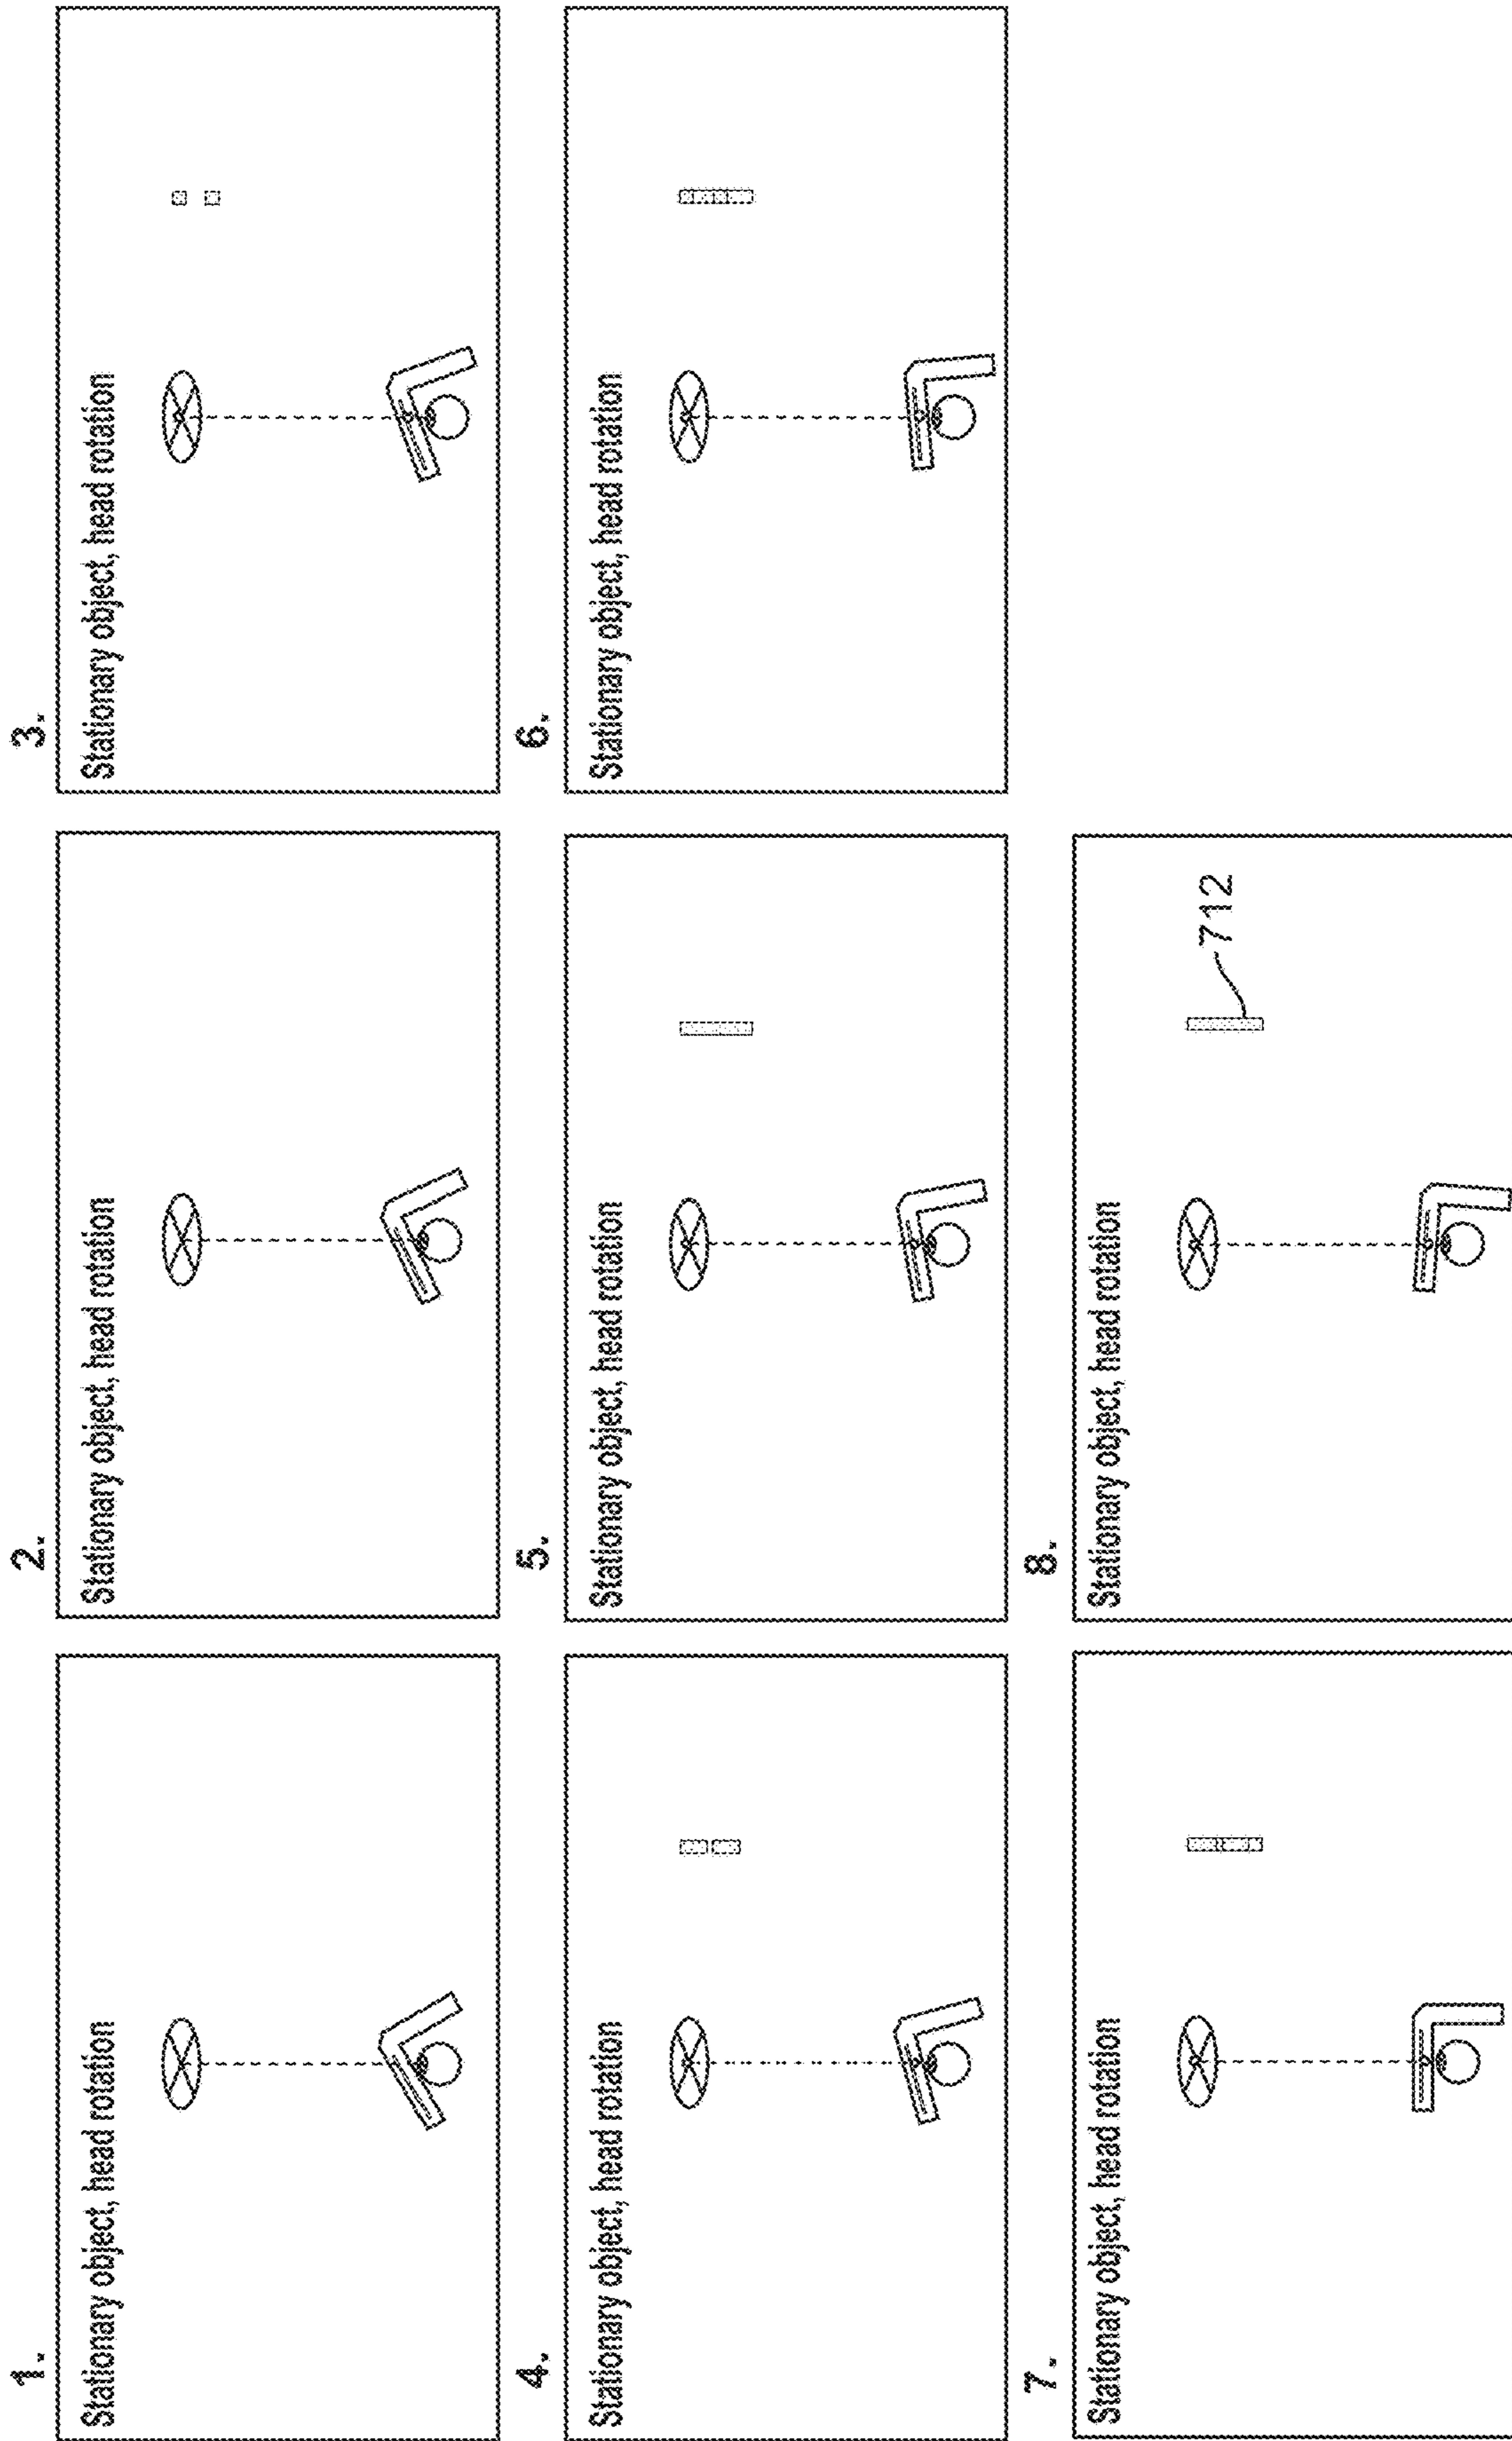 1.
Stationary object, head rotation
2.
Stationary object, head rotation
3.
Stationary object, head rotation
4.
Stationary object, head rotation
5.
Stationary object, head rotation
6.
Stationary object, head rotation
7.
Stationary object, head rotation
8.
Stationary object, head rotation
712